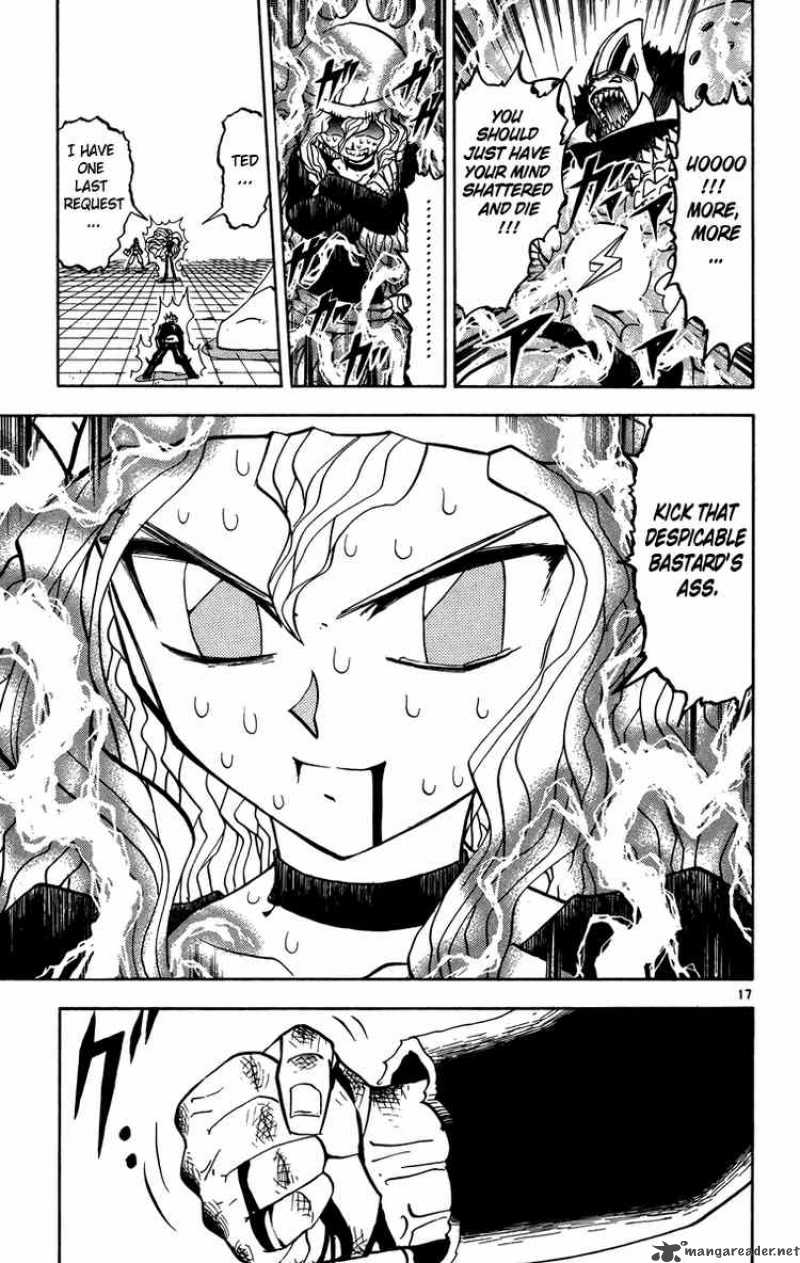 UOOOO
!!!
MORE,
MORE
...
YOU
SHOULD
JUST HAVE
YOUR MIND
SHATTERED
AND DIE
!!!
.........
TED
...
I HAVE
ONE
LAST
REQUEST
...
KICK THAT
DESPICABLE
BASTARD'S
ASS.
17
mangareader.net